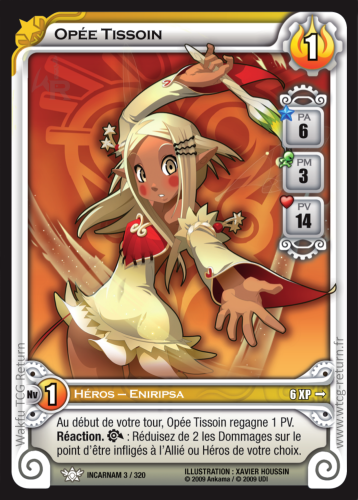 Opée Tissoin
1
PA
6
PM
3
PV
14
Wakfu TCG Return
www.wtcg-return.fr
Nv 1 Héros – Eniripsa 6 XP →
Au début de votre tour, Opée Tissoin regagne 1 PV.
Réaction. : Réduisez de 2 les Dommages sur le
point d'être infligés à l'Allié ou Héros de votre choix.
INCARNAM 3 / 320
ILLUSTRATION : XAVIER HOUSSIN
© 2009 Ankama / © 2009 UDI